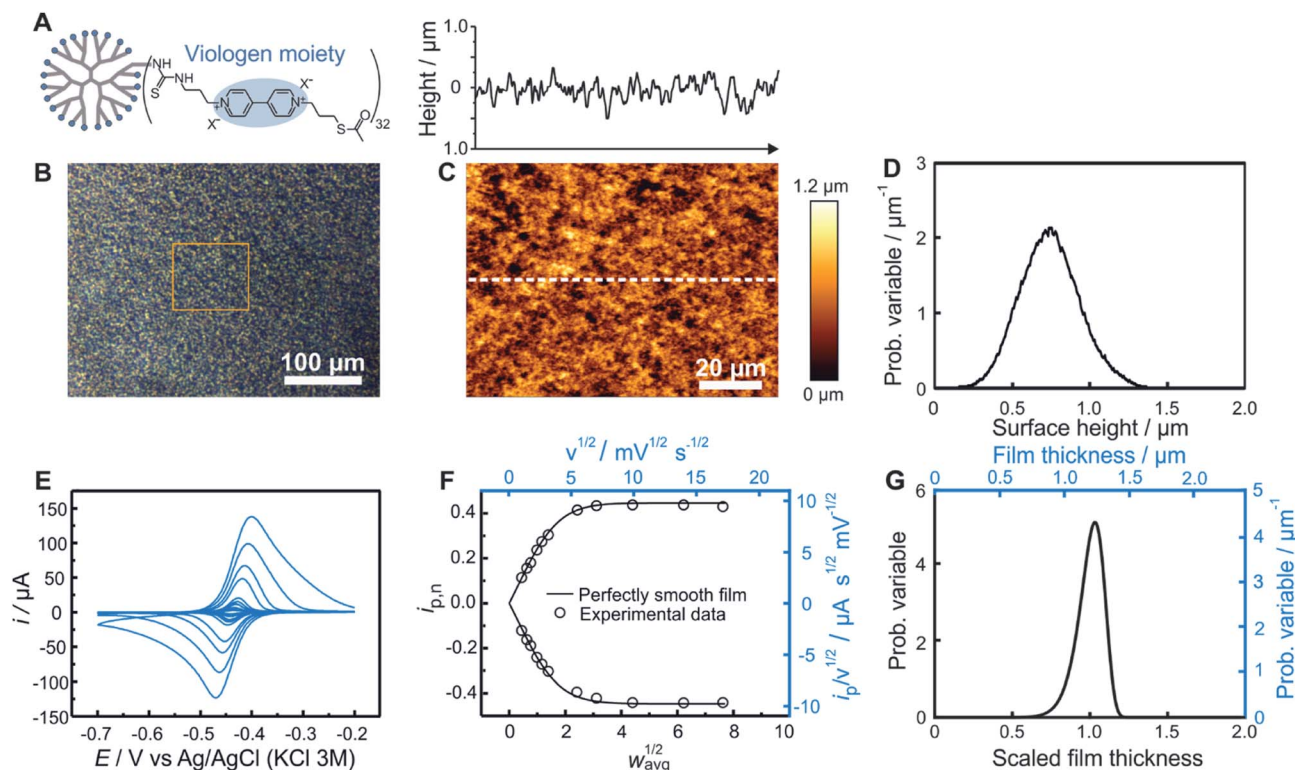 A
Viologen moiety
NH
S
NH
X⁻
N⁺
X⁻
N⁺
S
O
32
Height / µm
1.0
0
1.0
B
100 µm
C
1.2 µm
0 µm
20 µm
D
Prob. variable / µm⁻¹
3
2
1
0
0 0.5 1.0 1.5 2.0
Surface height / µm
E
i / µA
150
100
50
0
-50
-100
150
-0.7 -0.6 -0.5 -0.4 -0.3 -0.2
E / V vs Ag/AgCl (KCl 3M)
F
v^1/2 / mV^1/2 s^-1/2
0 5 10 15 20
i_p,n
0.4
0.2
0.0
-0.2
-0.4
Perfectly smooth film
Experimental data
10
5
0
-5
-10
i_p/v^1/2 / µA s^1/2 mV^-1/2
0 2 4 6 8 10
w_avg^1/2
G
Film thickness / µm
0 0.5 1.0 1.5 2.0
Prob. variable
6
4
2
0
5
4
3
2
1
0
Prob. variable / µm⁻¹
0 0.5 1.0 1.5 2.0
Scaled film thickness